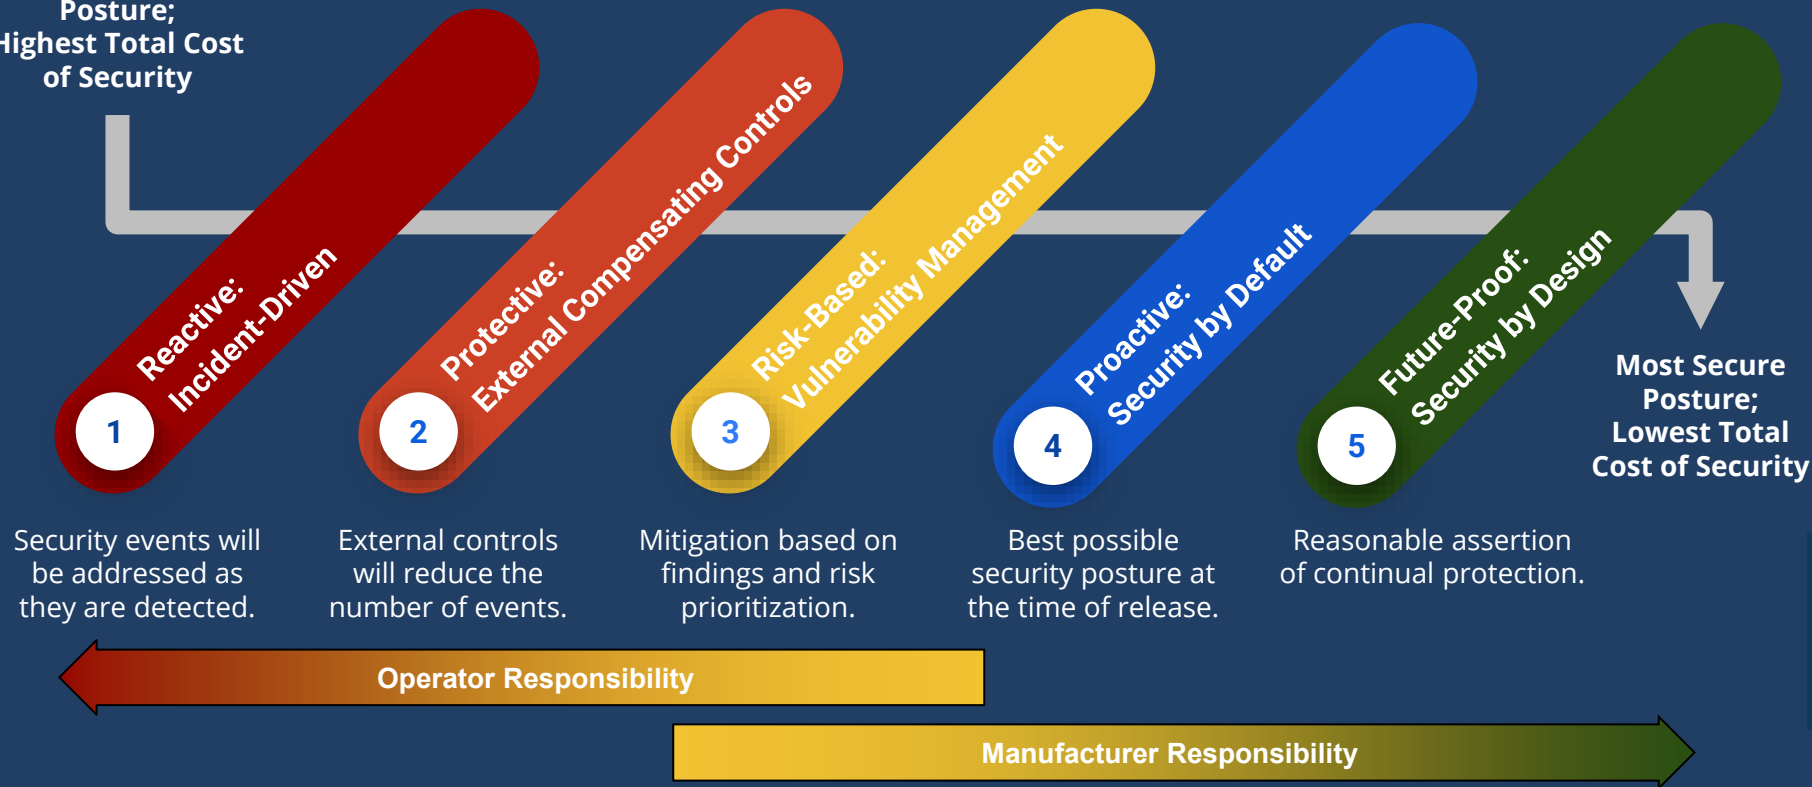 Posture;
Highest Total Cost
of Security
Reactive:
Incident-Driven
1
Security events will
be addressed as
they are detected.
Protective:
External Compensating Controls
2
External controls
will reduce the
number of events.
Risk-Based:
Vulnerability Management
3
Mitigation based on
findings and risk
prioritization.
Proactive:
Security by Default
4
Best possible
security posture at
the time of release.
Future-Proof:
Security by Design
5
Reasonable assertion
of continual protection.
Most Secure
Posture;
Lowest Total
Cost of Security
Operator Responsibility
Manufacturer Responsibility